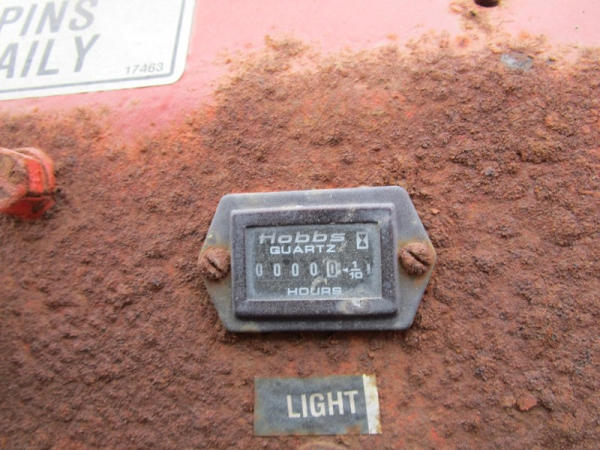 PINS
AILY
17463
Hobbs
QUARTZ
00000 1/10
HOURS
LIGHT